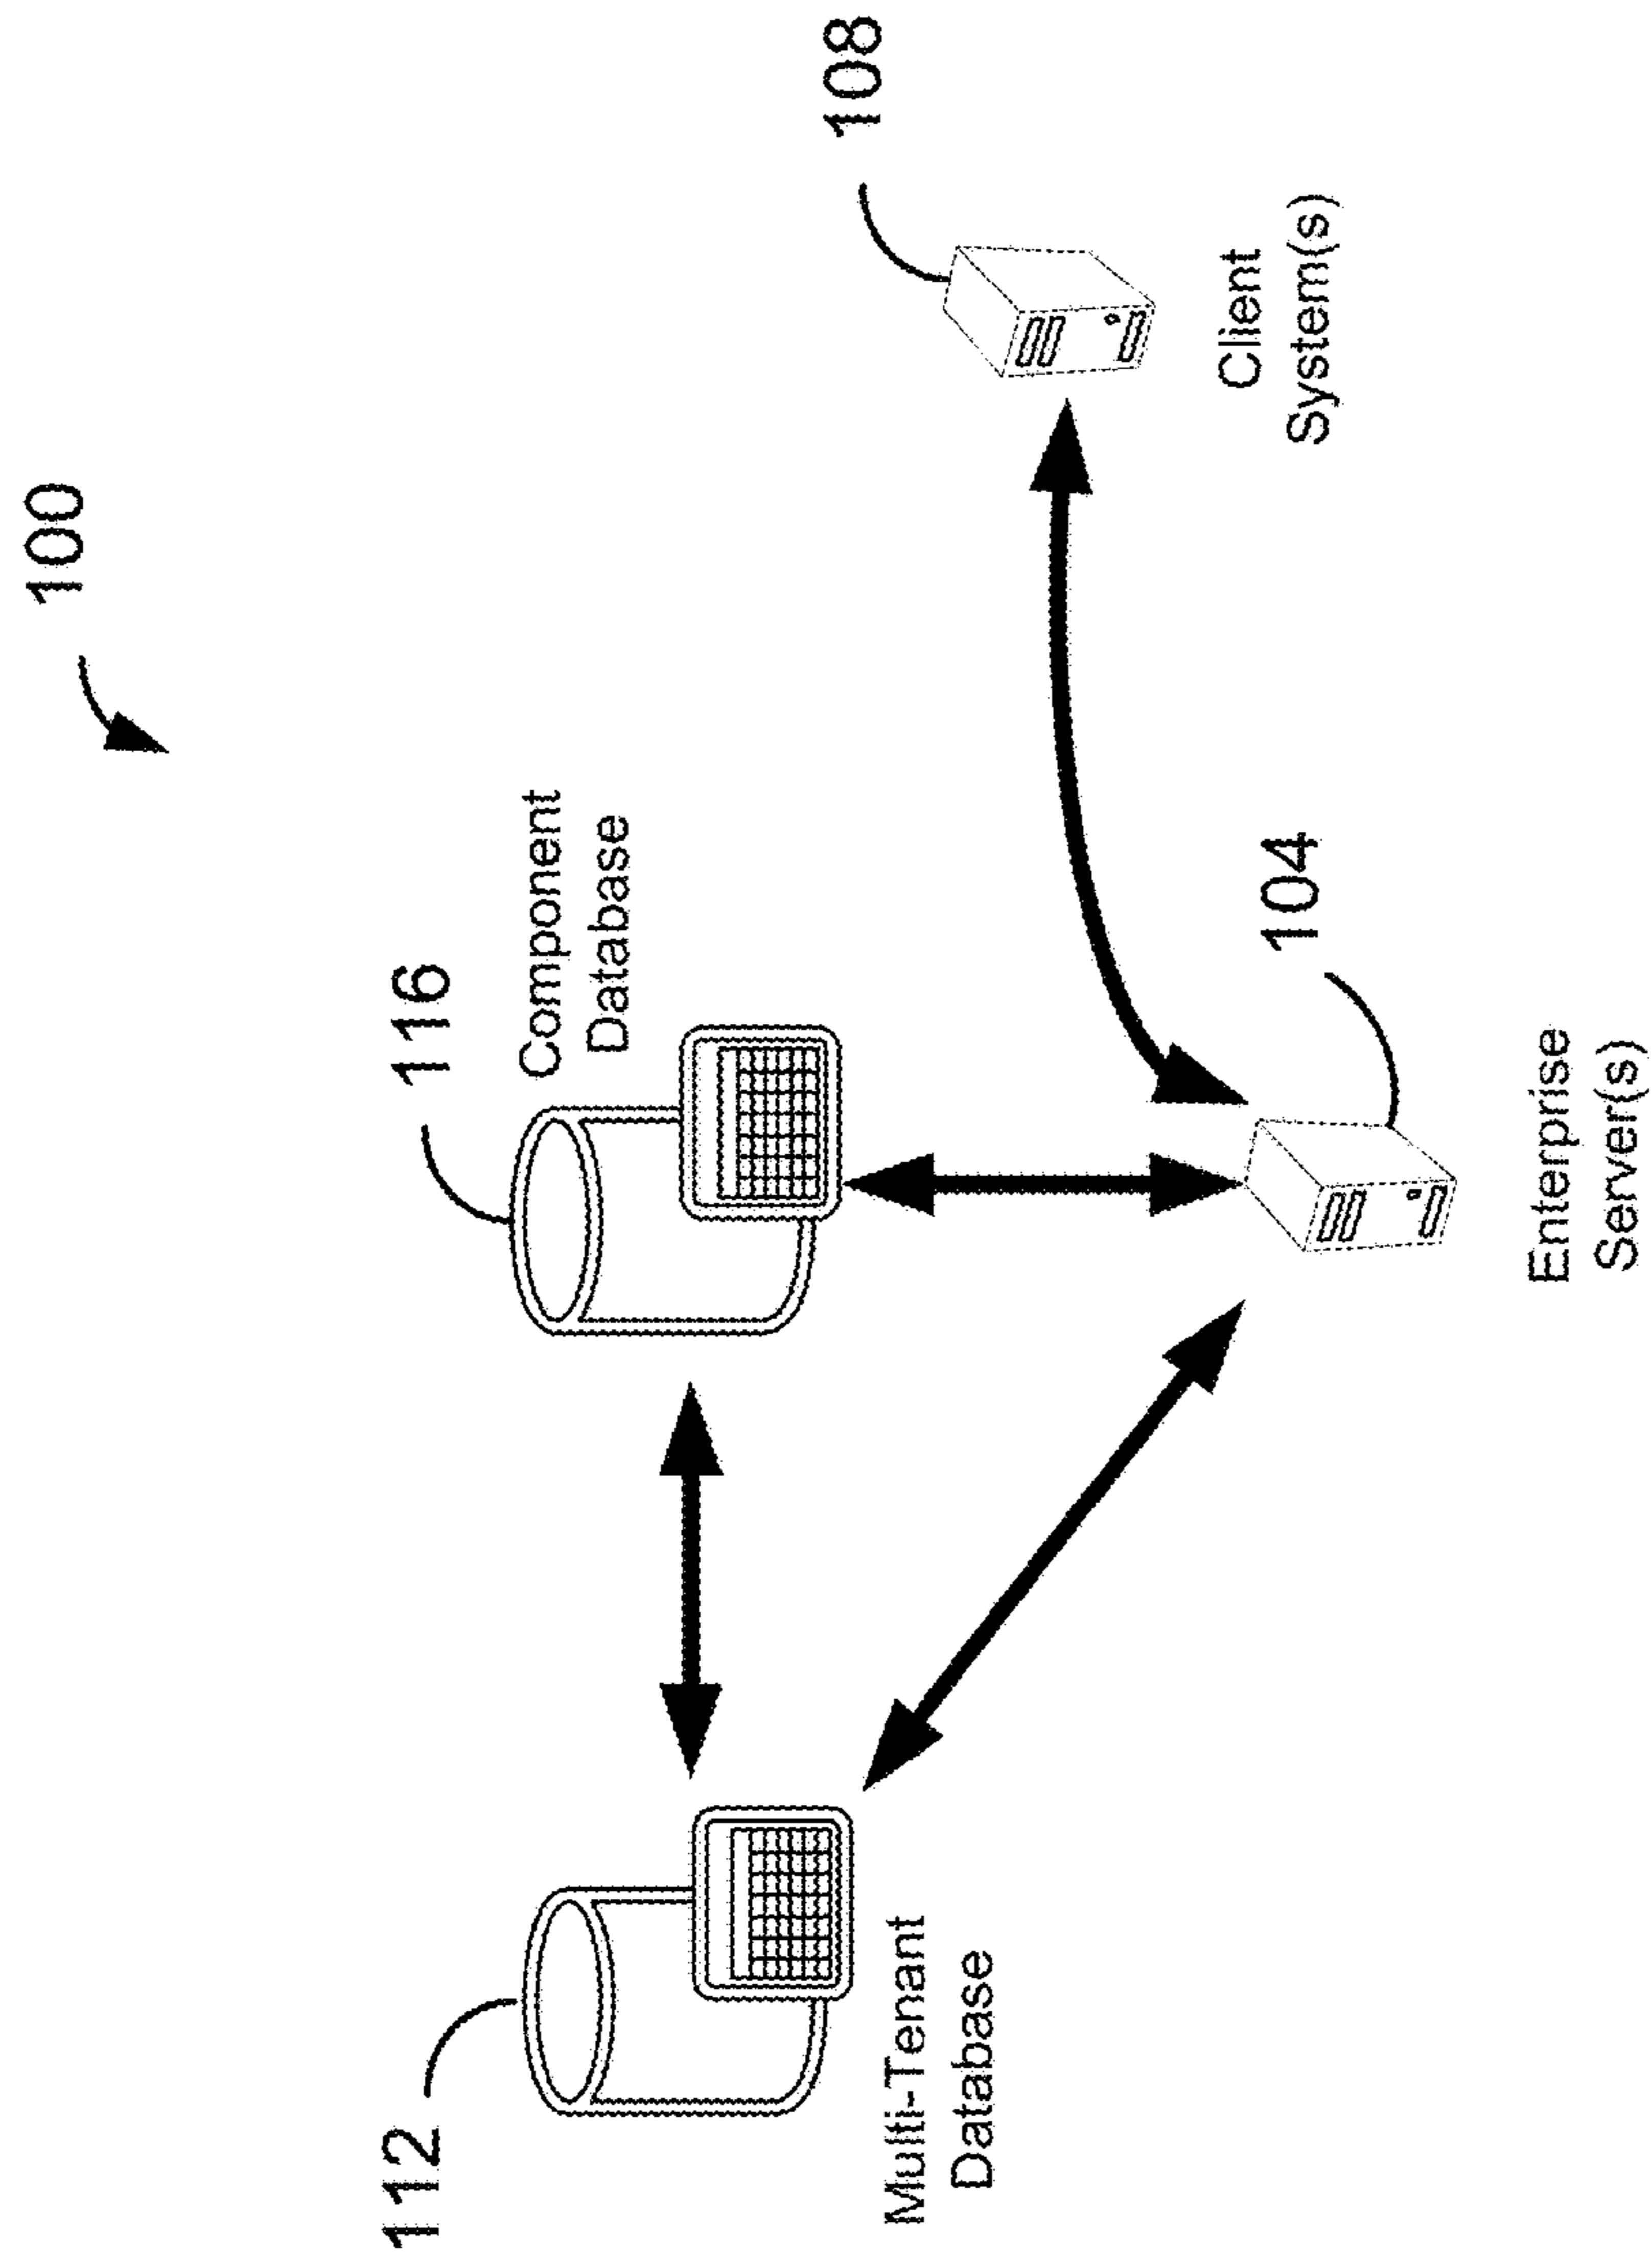 100
116
Component
Database
108
112
Multi-Tenant
Database
Client
System(s)
104
Enterprise
Server(s)